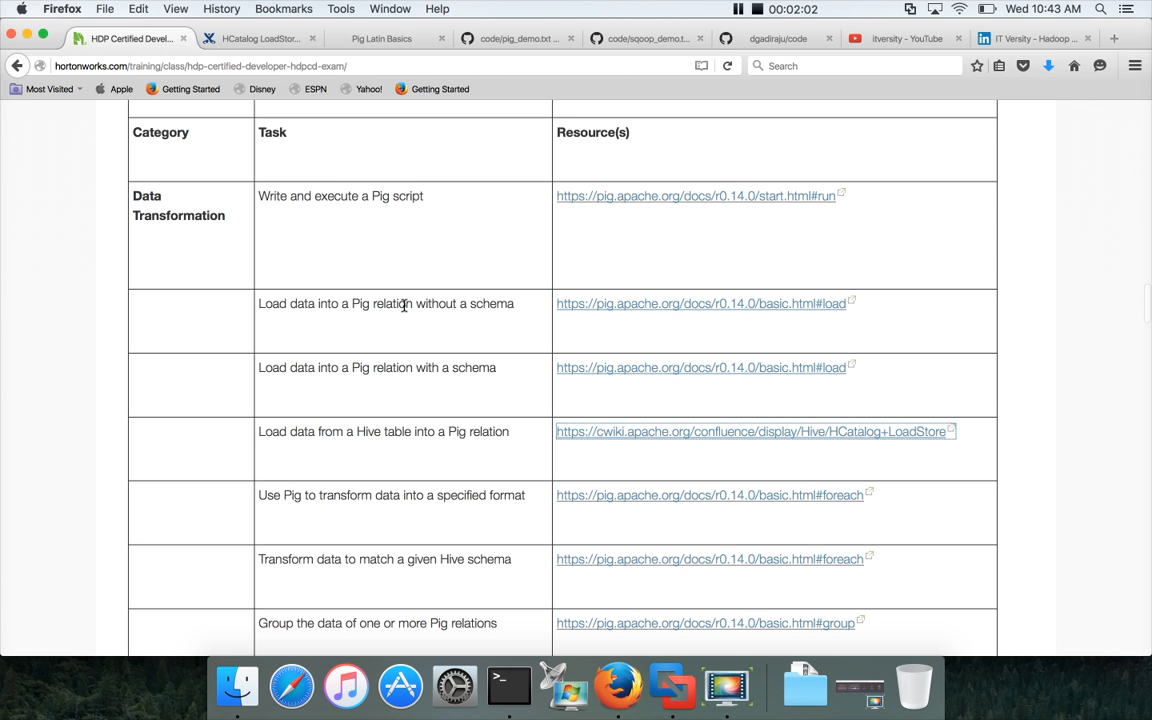 Firefox File Edit View History Bookmarks Tools Window Help 00:02:02 Wed 10:43 AM
HDP Certified Devel... HCatalog LoadStor... Pig Latin Basics code/pig_demo.txt ... code/sqoop_demo.t... dgadiraju/code itversity - YouTube IT Versity - Hadoop ...
hortonworks.com/training/class/hdp-certified-developer-hdpcd-exam/ Search
Most Visited Apple Getting Started Disney ESPN Yahoo! Getting Started
Category Task Resource(s)
Data Write and execute a Pig script https://pig.apache.org/docs/r0.14.0/start.html#run
Transformation
Load data into a Pig relation without a schema https://pig.apache.org/docs/r0.14.0/basic.html#load
Load data into a Pig relation with a schema https://pig.apache.org/docs/r0.14.0/basic.html#load
Load data from a Hive table into a Pig relation https://cwiki.apache.org/confluence/display/Hive/HCatalog+LoadStore
Use Pig to transform data into a specified format https://pig.apache.org/docs/r0.14.0/basic.html#foreach
Transform data to match a given Hive schema https://pig.apache.org/docs/r0.14.0/basic.html#foreach
Group the data of one or more Pig relations https://pig.apache.org/docs/r0.14.0/basic.html#group